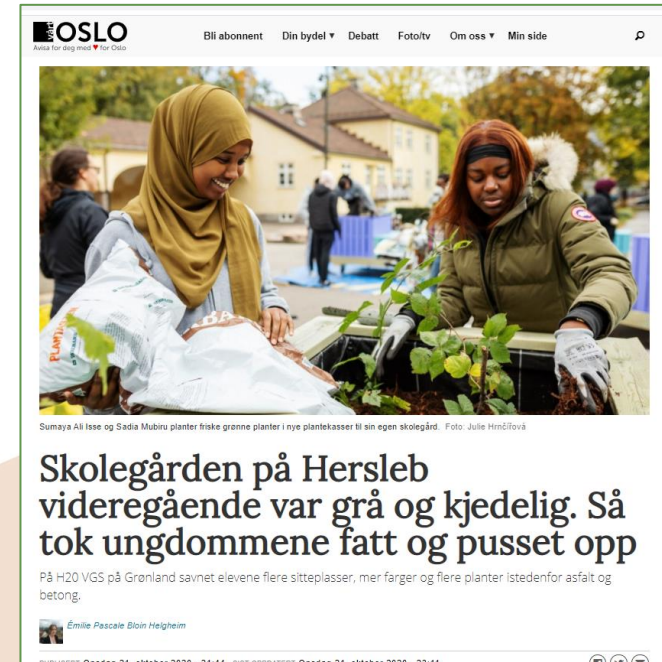 vårt OSLO
Avisa for deg med ♥ for Oslo
Bli abonnent Din bydel ▼ Debatt Foto/tv Om oss ▼ Min side
PLANTAS
Sumaya Ali Isse og Sadia Mubiru planter friske grønne planter i nye plantekasser til sin egen skolegård. Foto: Julie Hrnčířová
Skolegården på Hersleb
videregående var grå og kjedelig. Så
tok ungdommene fatt og pusset opp
På H20 VGS på Grønland savnet elevene flere sitteplasser, mer farger og flere planter istedenfor asfalt og
betong.
Émilie Pascale Bloin Helgheim